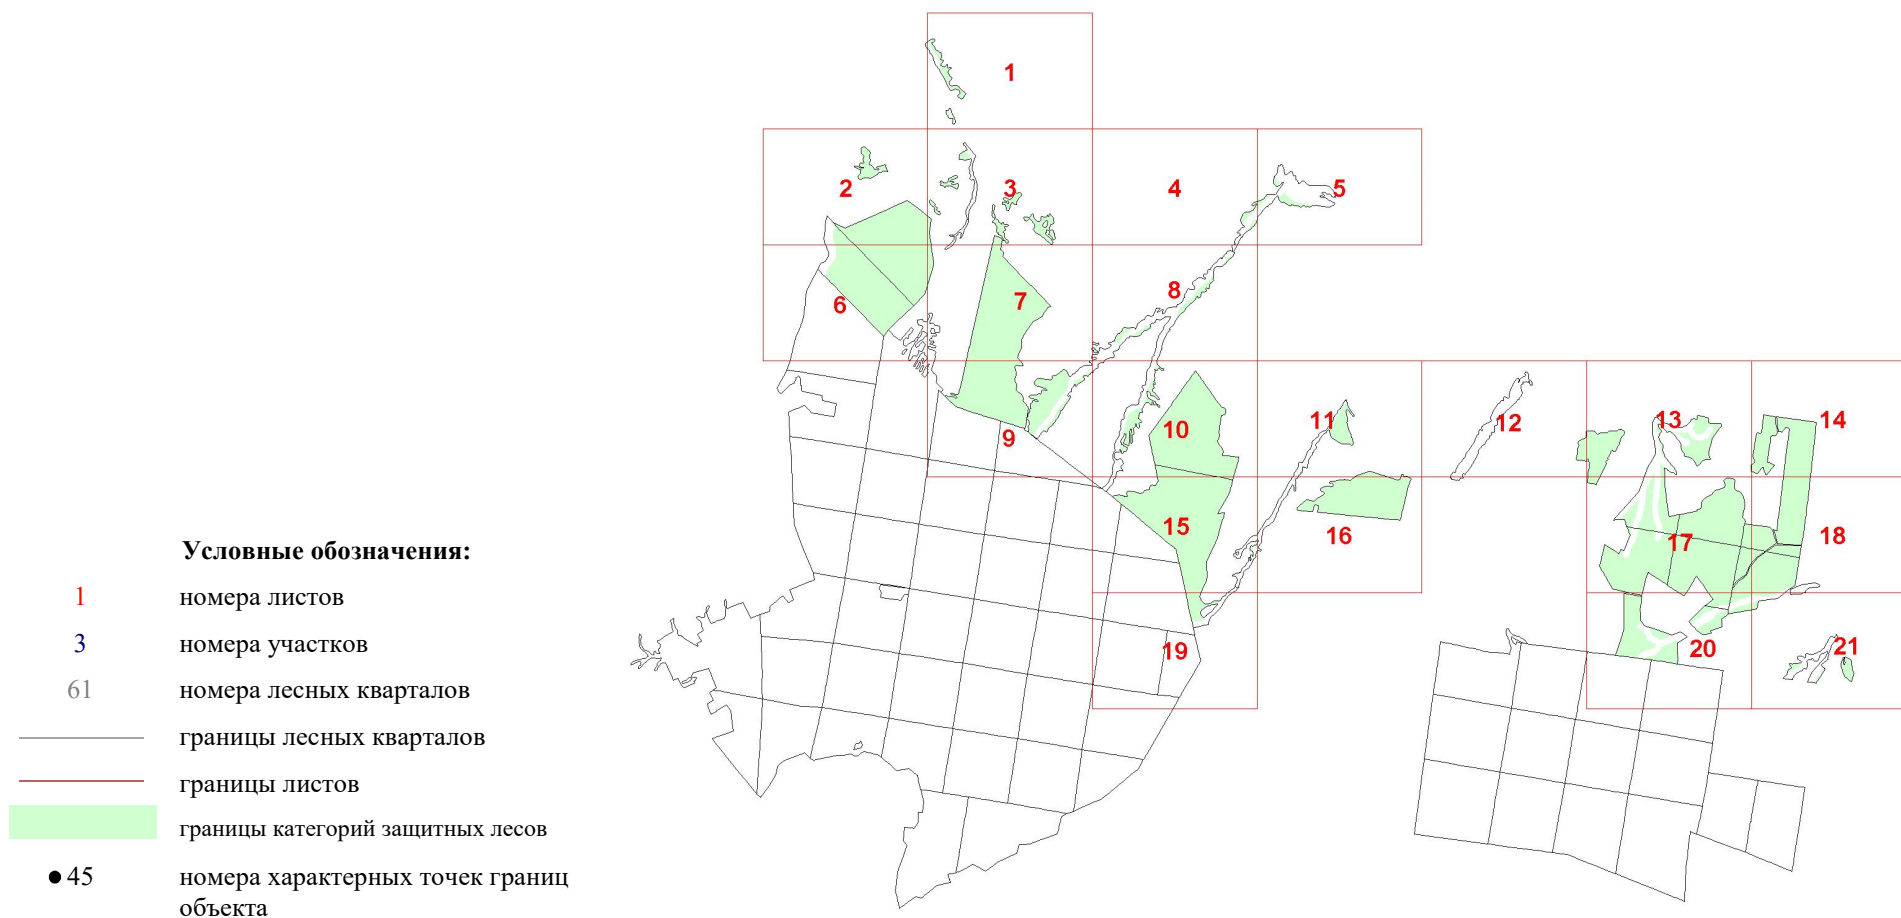 Условные обозначения:
1 номера листов
3 номера участков
61 номера лесных кварталов
границы лесных кварталов
границы листов
границы категорий защитных лесов
45 номера характерных точек границ
объекта
1
2
3
4
5
6
7
8
9
10
11
12
13
14
15
16
17
18
19
20
21